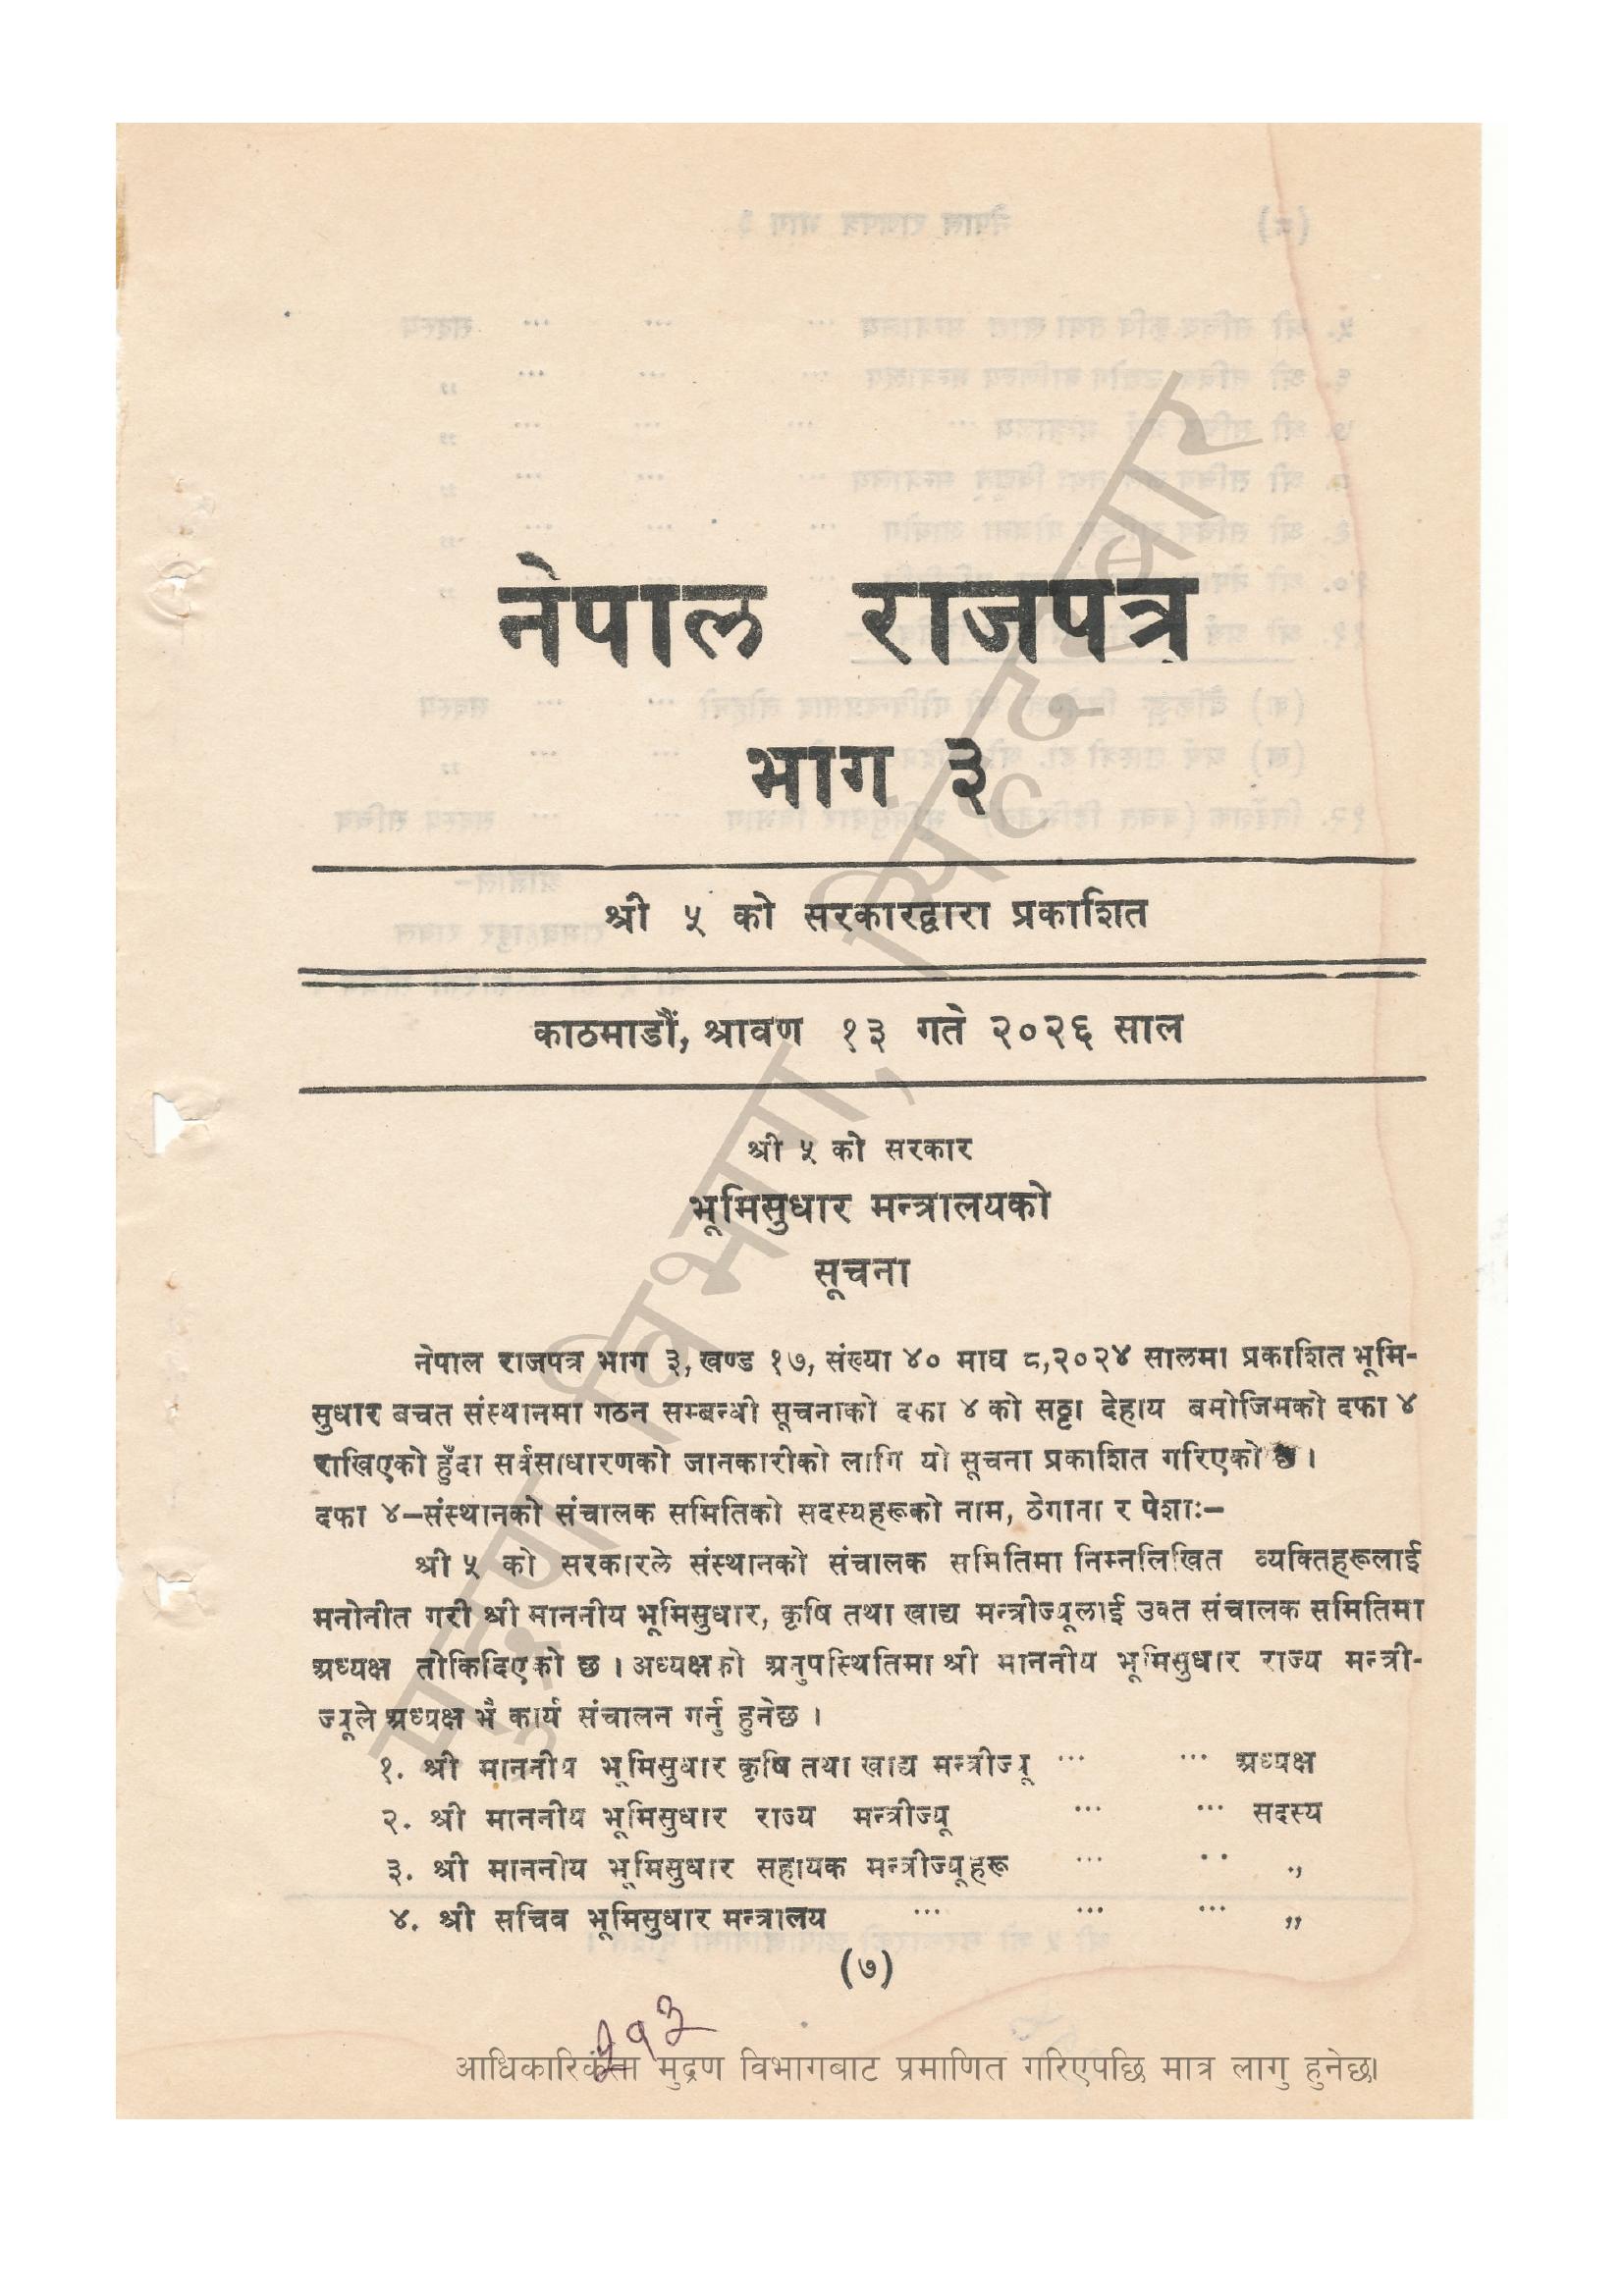 नेपाल राजपत्र
भाग ३
श्री ५ को सरकारद्वारा प्रकाशित
काठमाडौं, श्रावण १३ गते २०२६ साल
श्री ५ को सरकार
भूमिसुधार मन्त्रालयको
सूचना
नेपाल राजपत्र भाग ३, खण्ड १७, संख्या ४० माघ ८,२०२४ सालमा प्रकाशित भूमि-
सुधार बचत संस्थानमा गठन सम्बन्धी सूचनाको दफा ४ को सट्टा देहाय बमोजिमको दफा ४
राखिएको हुँदा सर्वसाधारणको जानकारीको लागि यो सूचना प्रकाशित गरिएको छ ।
दफा ४–संस्थानको संचालक समितिको सदस्यहरूको नाम, ठेगाना र पेशाः–
श्री ५ को सरकारले संस्थानको संचालक समितिमा निम्नलिखित व्यक्तिहरूलाई
मनोनीत गरी श्री माननीय भूमिसुधार, कृषि तथा खाद्य मन्त्रीज्यूलाई उक्त संचालक समितिमा
अध्यक्ष तोकिदिएको छ । अध्यक्षको अनुपस्थितिमा श्री माननीय भूमिसुधार राज्य मन्त्री-
ज्यूले अध्यक्ष भै कार्य संचालन गर्नु हुनेछ ।
१. श्री माननीय भूमिसुधार कृषि तथा खाद्य मन्त्रीज्यू ... ... अध्यक्ष
२. श्री माननीय भूमिसुधार राज्य मन्त्रीज्यू ... ... सदस्य
३. श्री माननीय भूमिसुधार सहायक मन्त्रीज्यूहरू ... .. ,,
४. श्री सचिव भूमिसुधार मन्त्रालय ... ... ... ,,
(७)
आधिकारिकता मुद्रण विभागबाट प्रमाणित गरिएपछि मात्र लागु हुनेछ।
मुद्रण विभाग, सिंहदरबार